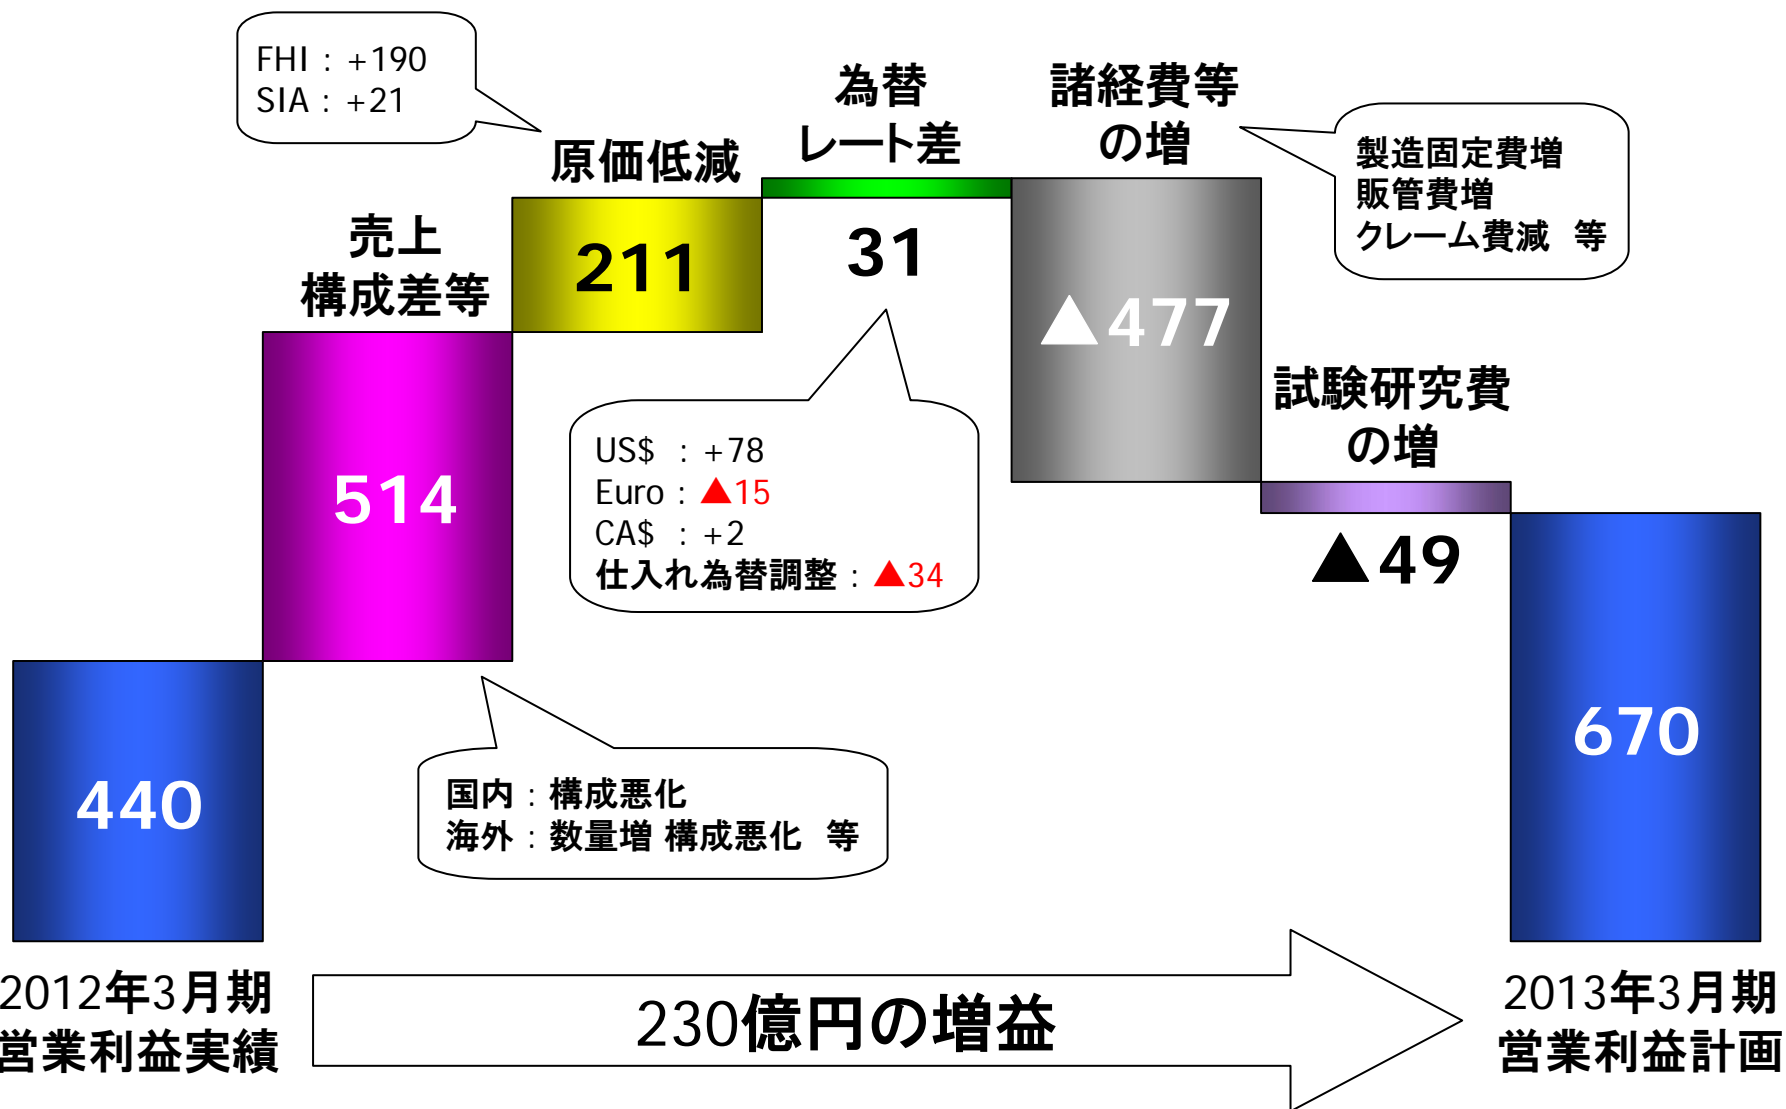 FHI : +190
SIA : +21
原価低減
211
売上
構成差等
514
為替
レート差
31
諸経費等
の増
▲477
製造固定費増
販管費増
クレーム費減 等
試験研究費
の増
▲49
US$ : +78
Euro : ▲15
CA$ : +2
仕入れ為替調整 : ▲34
国内 : 構成悪化
海外 : 数量増 構成悪化 等
440
670
2012年3月期
営業利益実績
230億円の増益
2013年3月期
営業利益計画